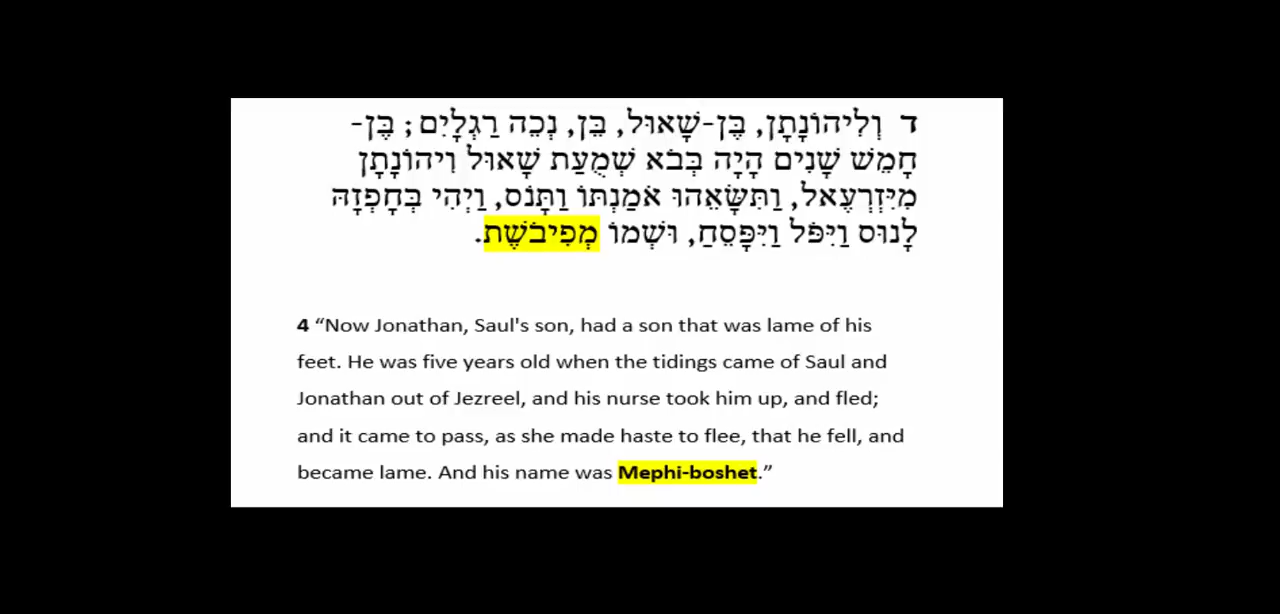 ד וְלִיהוֹנָתָן, בֶּן-שָׁאוּל, בֵּן, נְכֵה רַגְלָיִם; בֶּן-
חָמֵשׁ שָׁנִים הָיָה בְּבֹא שְׁמֻעַת שָׁאוּל וִיהוֹנָתָן
מִיִּזְרְעֶאל, וַתִּשָּׂאֵהוּ אֹמַנְתּוֹ וַתָּנֹס, וַיְהִי בְּחָפְזָהּ
לָנוּס וַיִּפֹּל וַיִּפָּסֵחַ, וּשְׁמוֹ מְפִיבֹשֶׁת.
4 “Now Jonathan, Saul's son, had a son that was lame of his
feet. He was five years old when the tidings came of Saul and
Jonathan out of Jezreel, and his nurse took him up, and fled;
and it came to pass, as she made haste to flee, that he fell, and
became lame. And his name was Mephi-boshet.”